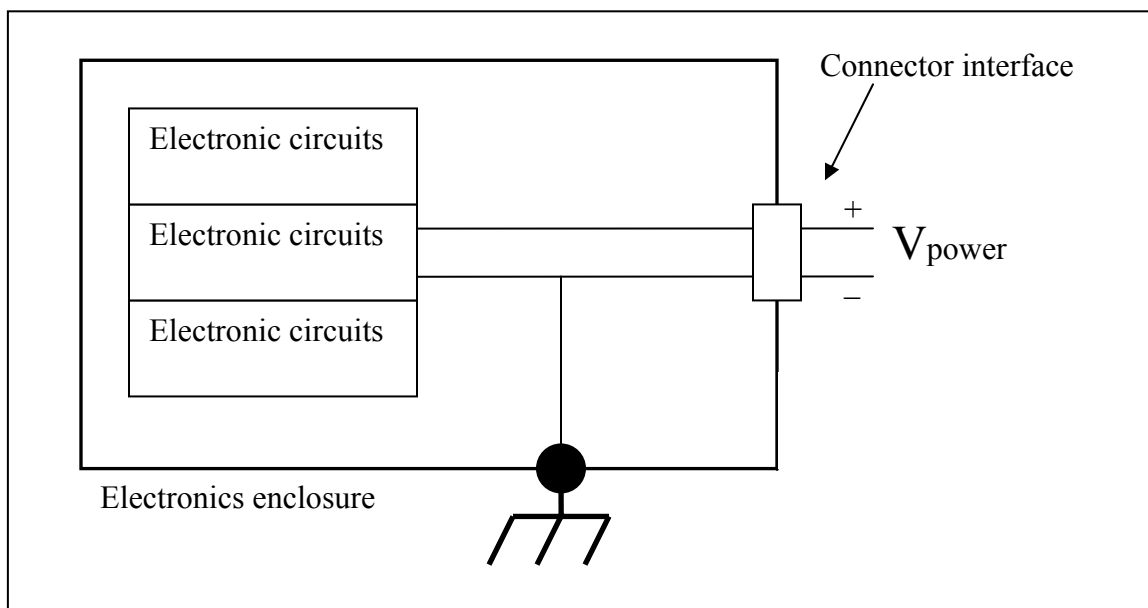 Connector interface
Electronic circuits
Electronic circuits
Electronic circuits
+
Vpower
–
Electronics enclosure